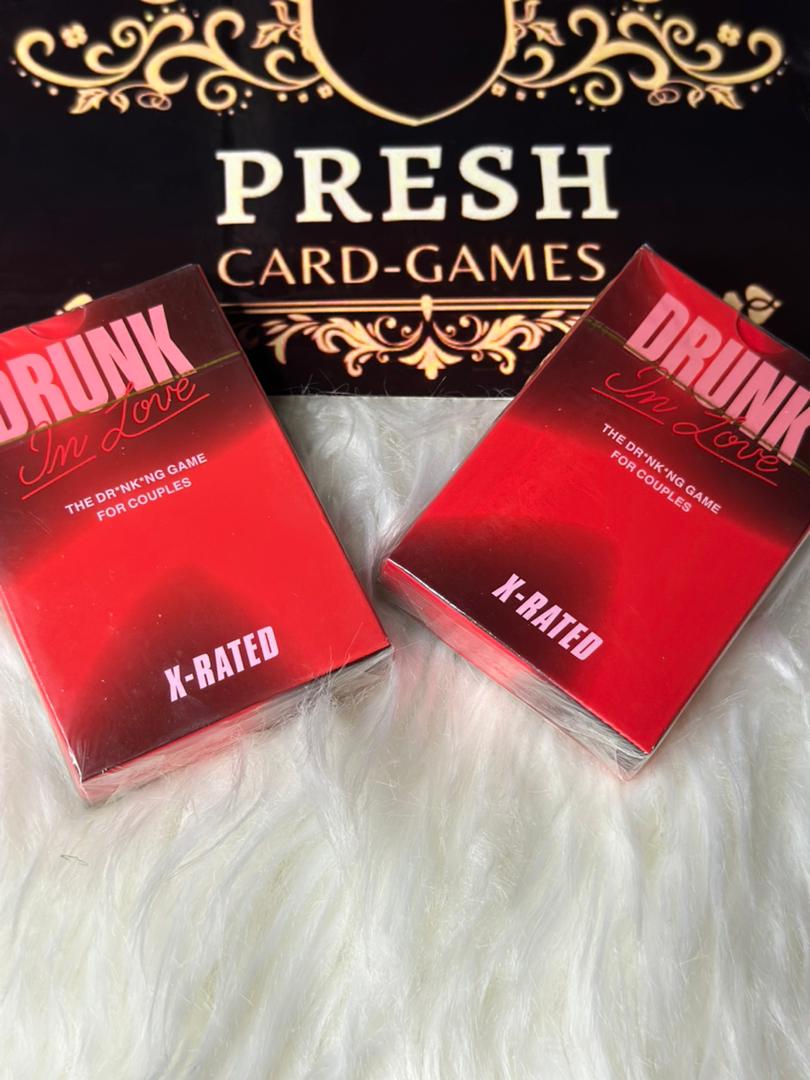 PRESH
CARD-GAMES
DRUNK
In Love
THE DR*NK*NG GAME
FOR COUPLES
X-RATED
DRUNK
In Love
THE DR*NK*NG GAME
FOR COUPLES
X-RATED